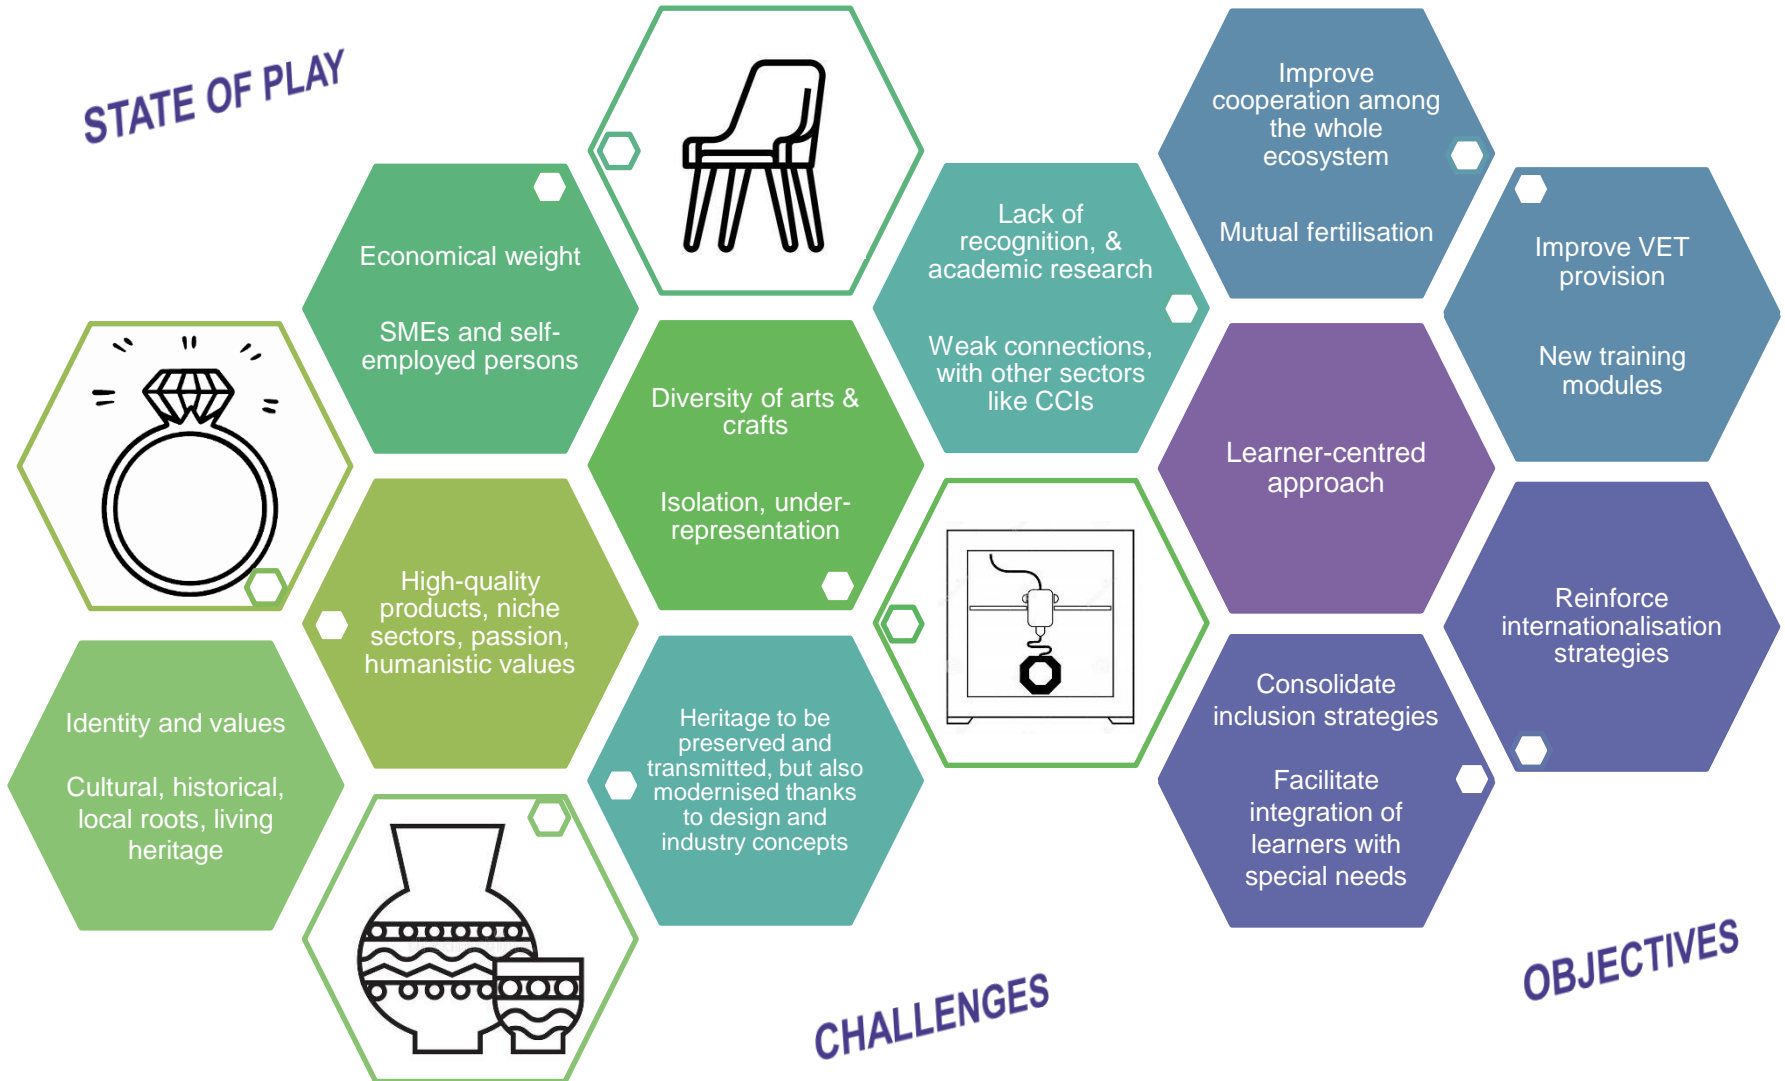 STATE OF PLAY
Economical weight
SMEs and self-
employed persons
High-quality
products, niche
sectors, passion,
humanistic values
Identity and values
Cultural, historical,
local roots, living
heritage
Diversity of arts &
crafts
Isolation, under-
representation
Lack of
recognition, &
academic research
Weak connections,
with other sectors
like CCIs
Heritage to be
preserved and
transmitted, but also
modernised thanks
to design and
industry concepts
CHALLENGES
Improve
cooperation among
the whole
ecosystem
Mutual fertilisation
Improve VET
provision
New training
modules
Learner-centred
approach
Reinforce
internationalisation
strategies
Consolidate
inclusion strategies
Facilitate
integration of
learners with
special needs
OBJECTIVES